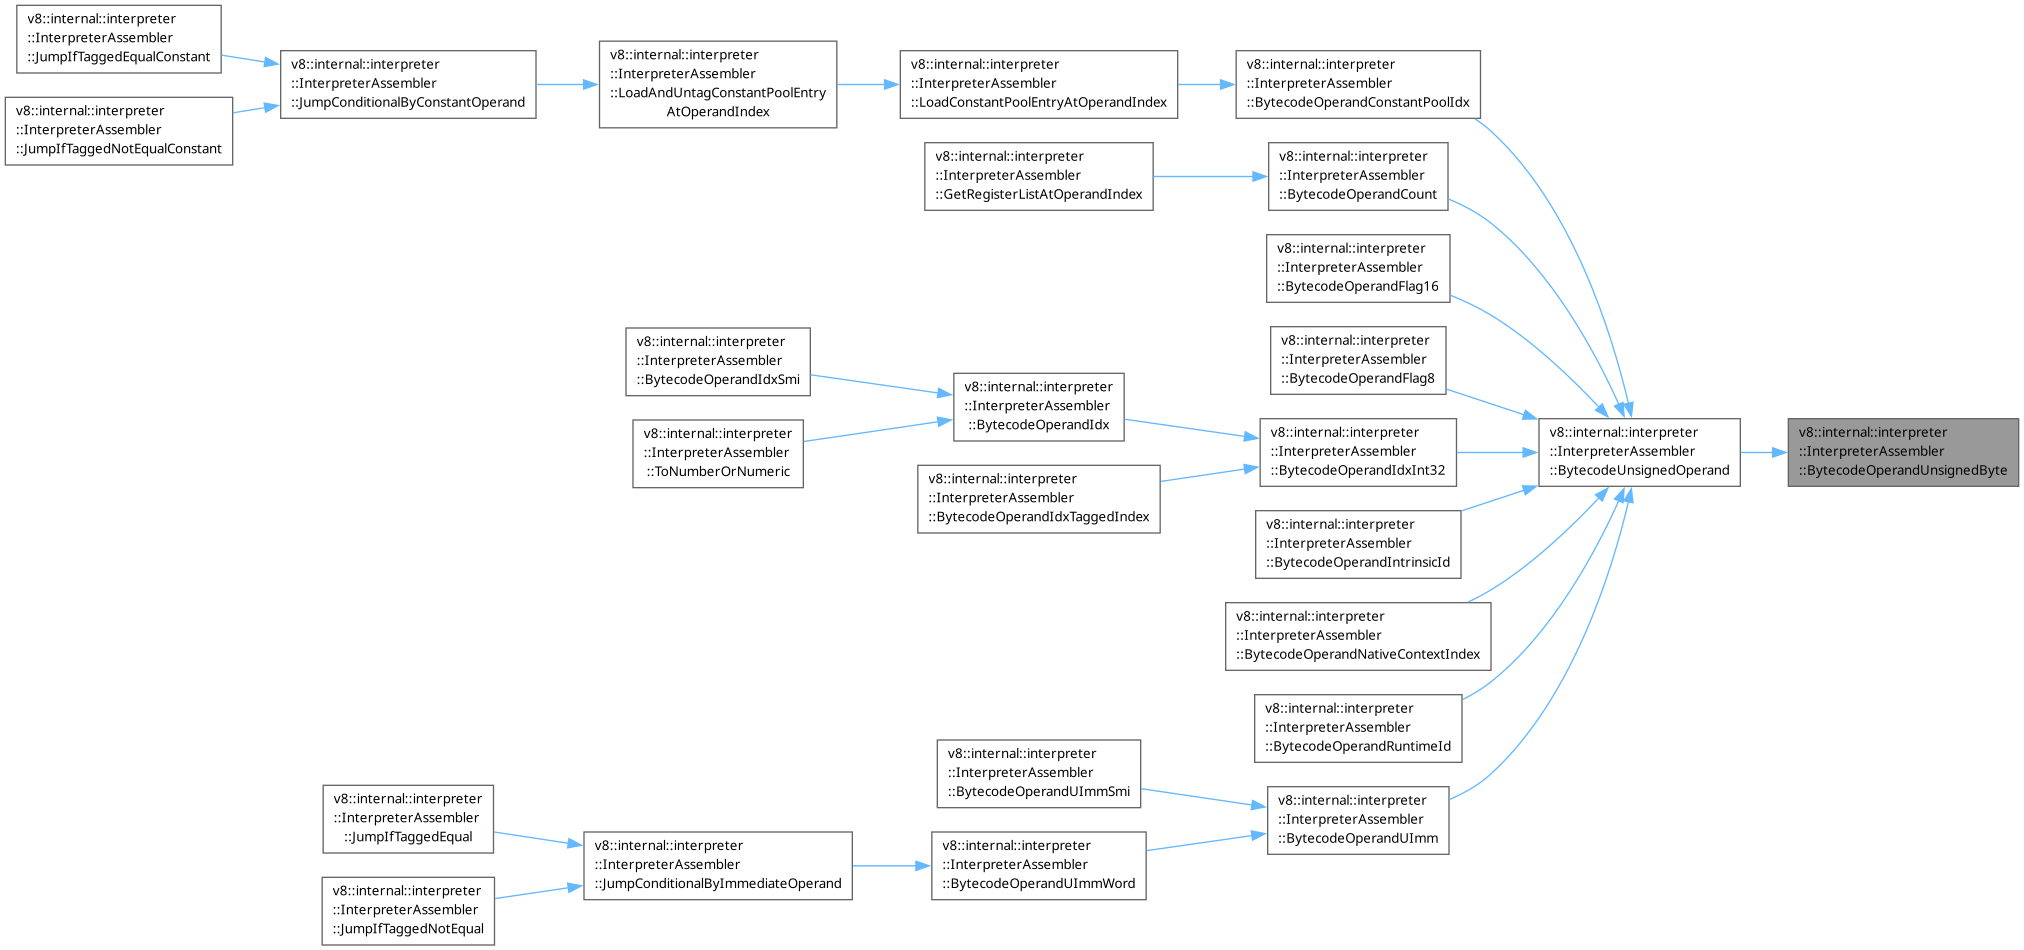 v8::internal::interpreter
::InterpreterAssembler
::JumpIfTaggedEqualConstant
v8::internal::interpreter
::InterpreterAssembler
::JumpIfTaggedNotEqualConstant
v8::internal::interpreter
::InterpreterAssembler
::JumpConditionalByConstantOperand
v8::internal::interpreter
::InterpreterAssembler
::LoadAndUntagConstantPoolEntry
AtOperandIndex
v8::internal::interpreter
::InterpreterAssembler
::LoadConstantPoolEntryAtOperandIndex
v8::internal::interpreter
::InterpreterAssembler
::BytecodeOperandConstantPoolIdx
v8::internal::interpreter
::InterpreterAssembler
::GetRegisterListAtOperandIndex
v8::internal::interpreter
::InterpreterAssembler
::BytecodeOperandCount
v8::internal::interpreter
::InterpreterAssembler
::BytecodeOperandFlag16
v8::internal::interpreter
::InterpreterAssembler
::BytecodeOperandFlag8
v8::internal::interpreter
::InterpreterAssembler
::BytecodeOperandIdxSmi
v8::internal::interpreter
::InterpreterAssembler
::ToNumberOrNumeric
v8::internal::interpreter
::InterpreterAssembler
::BytecodeOperandIdx
v8::internal::interpreter
::InterpreterAssembler
::BytecodeOperandIdxTaggedIndex
v8::internal::interpreter
::InterpreterAssembler
::BytecodeOperandIdxInt32
v8::internal::interpreter
::InterpreterAssembler
::BytecodeUnsignedOperand
v8::internal::interpreter
::InterpreterAssembler
::BytecodeOperandUnsignedByte
v8::internal::interpreter
::InterpreterAssembler
::BytecodeOperandIntrinsicId
v8::internal::interpreter
::InterpreterAssembler
::BytecodeOperandNativeContextIndex
v8::internal::interpreter
::InterpreterAssembler
::BytecodeOperandRuntimeId
v8::internal::interpreter
::InterpreterAssembler
::BytecodeOperandUImmSmi
v8::internal::interpreter
::InterpreterAssembler
::BytecodeOperandUImm
v8::internal::interpreter
::InterpreterAssembler
::JumpIfTaggedEqual
v8::internal::interpreter
::InterpreterAssembler
::JumpIfTaggedNotEqual
v8::internal::interpreter
::InterpreterAssembler
::JumpConditionalByImmediateOperand
v8::internal::interpreter
::InterpreterAssembler
::BytecodeOperandUImmWord